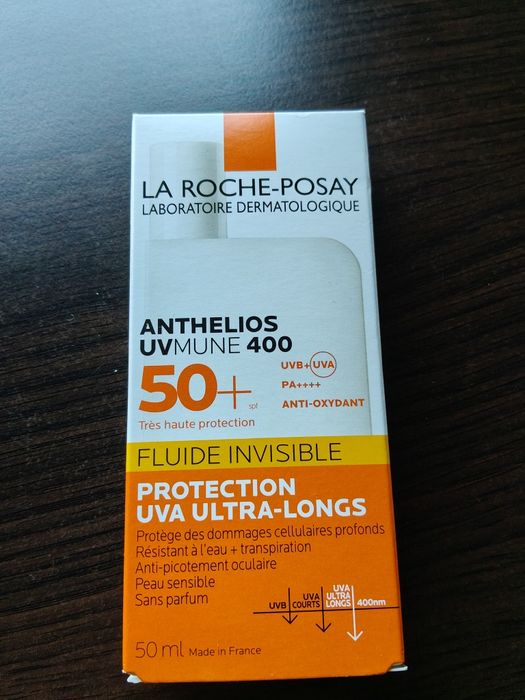 LA ROCHE-POSAY
LABORATOIRE DERMATOLOGIQUE
ANTHELIOS
UVMUNE 400
50+ spf
Très haute protection
UVB+UVA
PA++++
ANTI-OXYDANT
FLUIDE INVISIBLE
PROTECTION
UVA ULTRA-LONGS
Protège des dommages cellulaires profonds
Résistant à l'eau + transpiration
Anti-picotement oculaire
Peau sensible
Sans parfum
UVB
UVA
COURTS
UVA
ULTRA
LONGS
400nm
50 ml Made in France